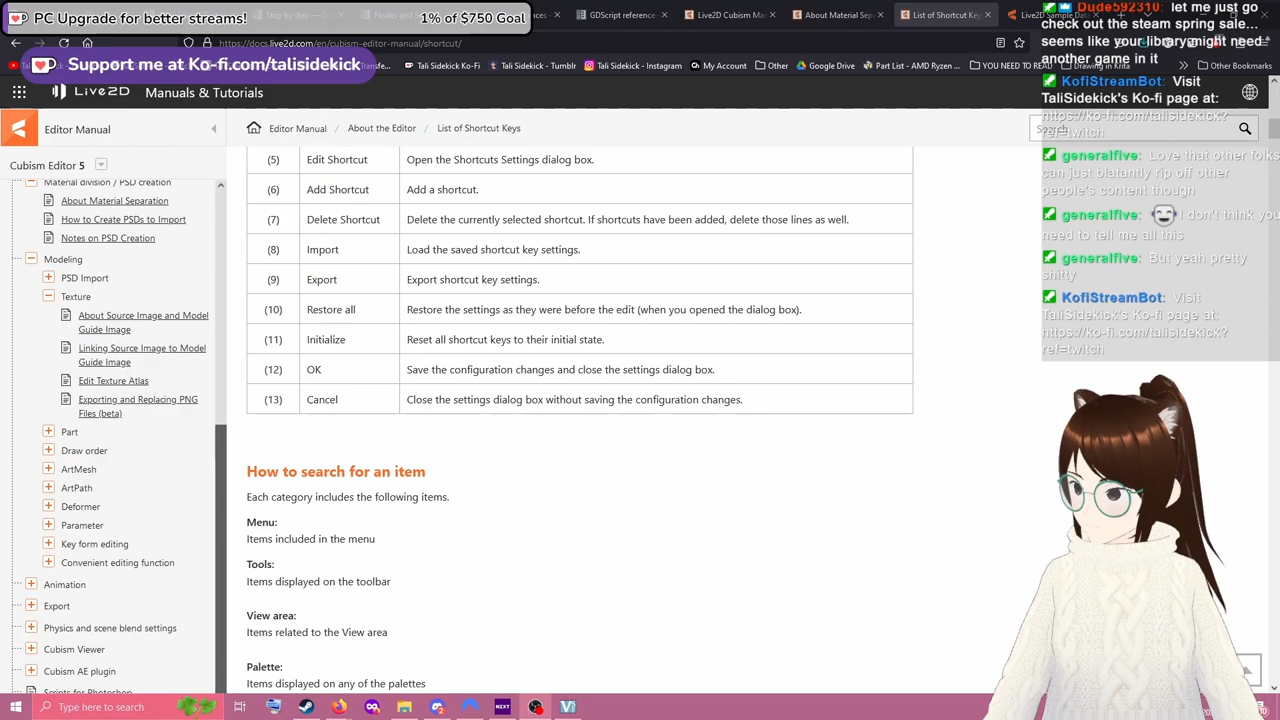 PC Upgrade for better streams!
1% of $750 Goal
Step by step
GDScript reference
Live2D Cubism Man
About Material Sep
List of Shortcut Key
Live2D Sample Data
https://docs.live2d.com/en/cubism-editor-manual/shortcut/
Support me at Ko-fi.com/talisidekick
Tali Sidekick Ko-Fi
Tali Sidekick - Tumblr
Instagram Tali Sidekick
My Account
Other
Google Drive
Part List - AMD Ryzen
YOU NEED TO READ
Drawing in Krita
Other Bookmarks
Live2D
Manuals & Tutorials
Editor Manual
Editor Manual
About the Editor
List of Shortcut Keys
Cubism Editor 5
Material division / PSD creation
About Material Separation
How to Create PSDs to Import
Notes on PSD Creation
Modeling
PSD Import
Texture
About Source Image and Model
Guide Image
Linking Source Image to Model
Guide Image
Edit Texture Atlas
Exporting and Replacing PNG
Files (beta)
Part
Draw order
ArtMesh
ArtPath
Deformer
Parameter
Key form editing
Convenient editing function
Animation
Export
Physics and scene blend settings
Cubism Viewer
Cubism AE plugin
Scripts for Photoshop
(5) Edit Shortcut Open the Shortcuts Settings dialog box.
(6) Add Shortcut Add a shortcut.
(7) Delete Shortcut Delete the currently selected shortcut. If shortcuts have been added, delete those lines as well.
(8) Import Load the saved shortcut key settings.
(9) Export Export shortcut key settings.
(10) Restore all Restore the settings as they were before the edit (when you opened the dialog box).
(11) Initialize Reset all shortcut keys to their initial state.
(12) OK Save the configuration changes and close the settings dialog box.
(13) Cancel Close the settings dialog box without saving the configuration changes.
How to search for an item
Each category includes the following items.
Menu:
Items included in the menu
Tools:
Items displayed on the toolbar
View area:
Items related to the View area
Palette:
Items displayed on any of the palettes
Dude592310: let me just go
check out the steam spring sale...
seems like your library might need
another game in it
KofiStreamBot: Visit
TaliSidekick's Ko-fi page at:
https://ko-fi.com/talisidekick?
ref=twitch
generalfive: Love that other folks
can just blatantly rip off other
people's content though
generalfive: I don't think you
need to tell me all this
generalfive: But yeah pretty
shitty
KofiStreamBot: Visit
TaliSidekick's Ko-fi page at:
https://ko-fi.com/talisidekick?
ref=twitch
Type here to search